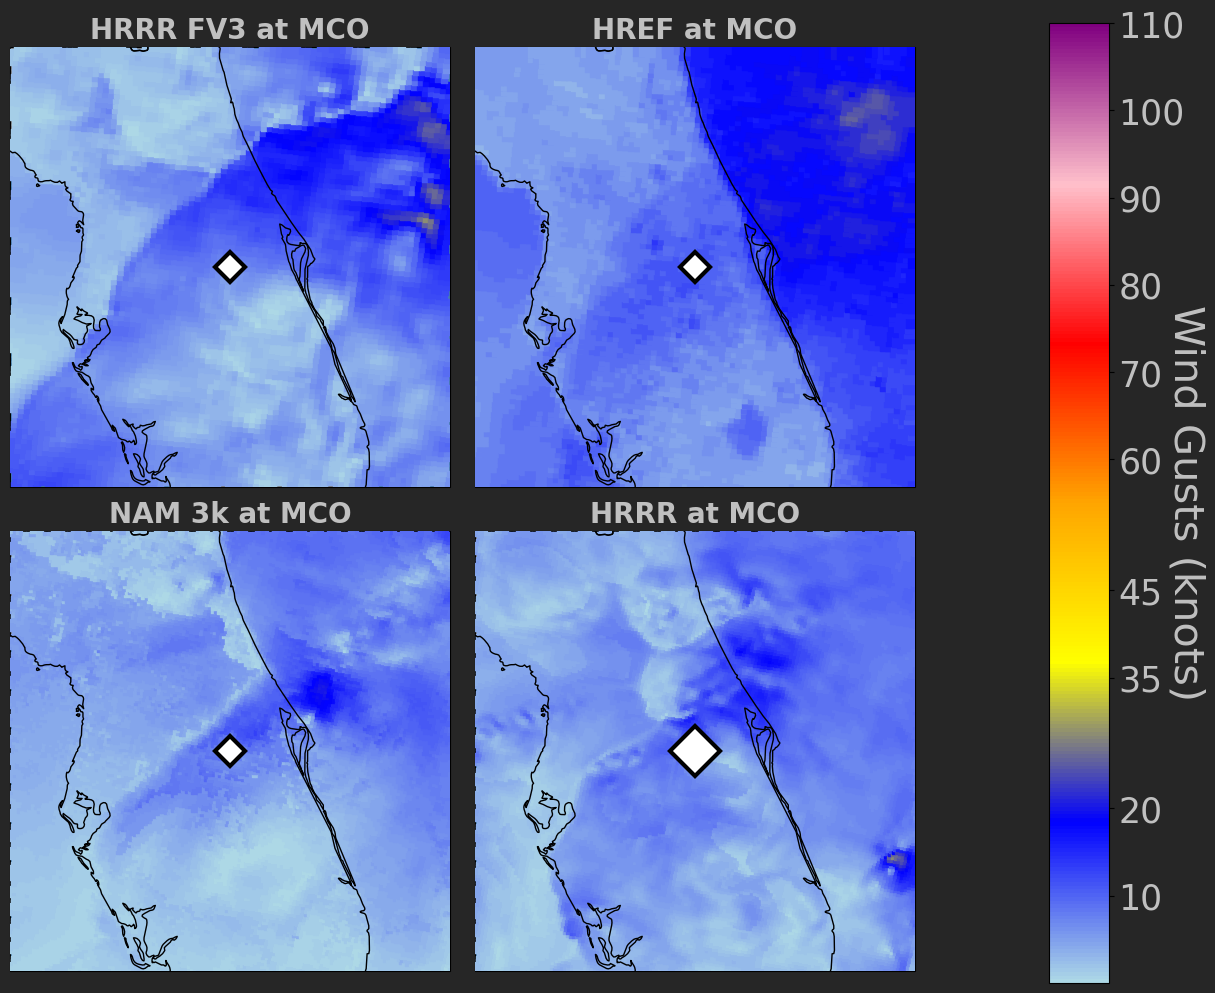 HRRR FV3 at MCO
HREF at MCO
NAM 3k at MCO
HRRR at MCO
110
100
90
80
70
60
45
35
20
10
Wind Gusts (knots)